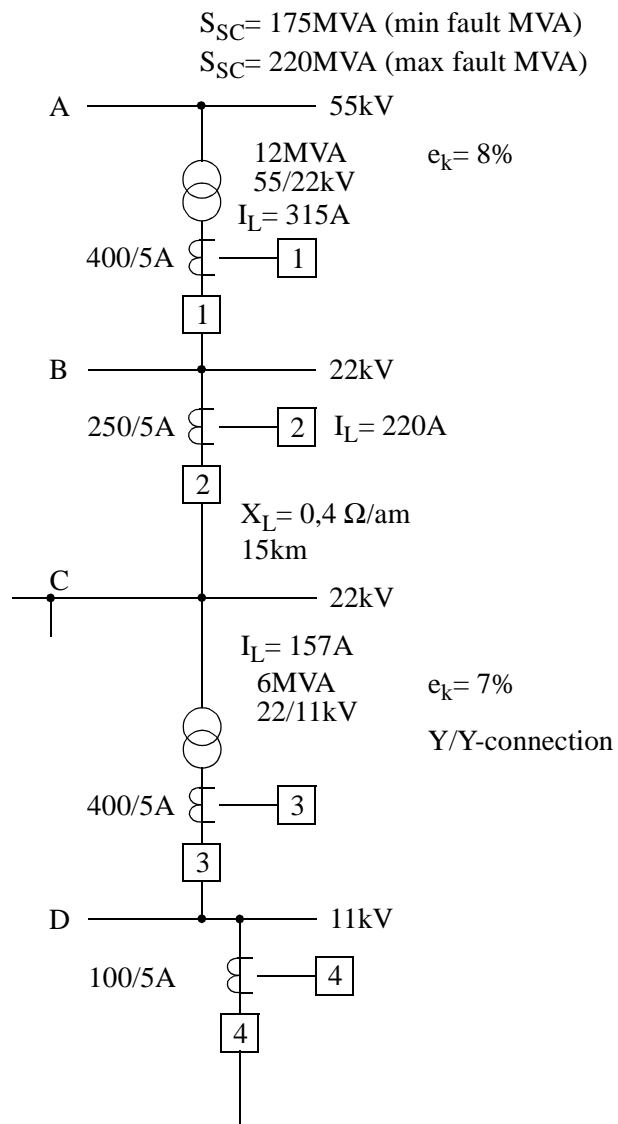 S_SC= 175MVA (min fault MVA)
S_SC= 220MVA (max fault MVA)
A 55kV
12MVA e_k= 8%
55/22kV
I_L= 315A
400/5A 1
1
B 22kV
250/5A 2 I_L= 220A
2
X_L= 0,4 Ω/am
15km
C 22kV
I_L= 157A
6MVA e_k= 7%
22/11kV
Y/Y-connection
400/5A 3
3
D 11kV
100/5A 4
4